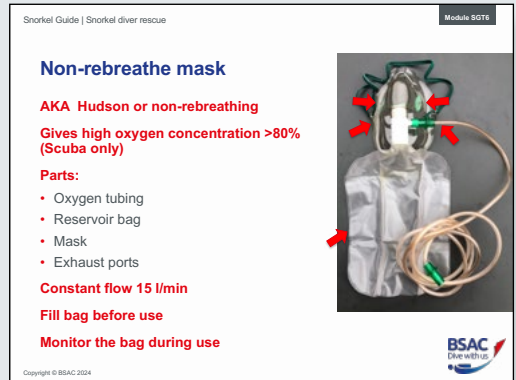 Snorkel Guide | Snorkel diver rescue
Module SGT6
Non-rebreathe mask
AKA Hudson or non-rebreathing
Gives high oxygen concentration >80%
(Scuba only)
Parts:
• Oxygen tubing
• Reservoir bag
• Mask
• Exhaust ports
Constant flow 15 l/min
Fill bag before use
Monitor the bag during use
BSAC
Dive with us
Copyright © BSAC 2024